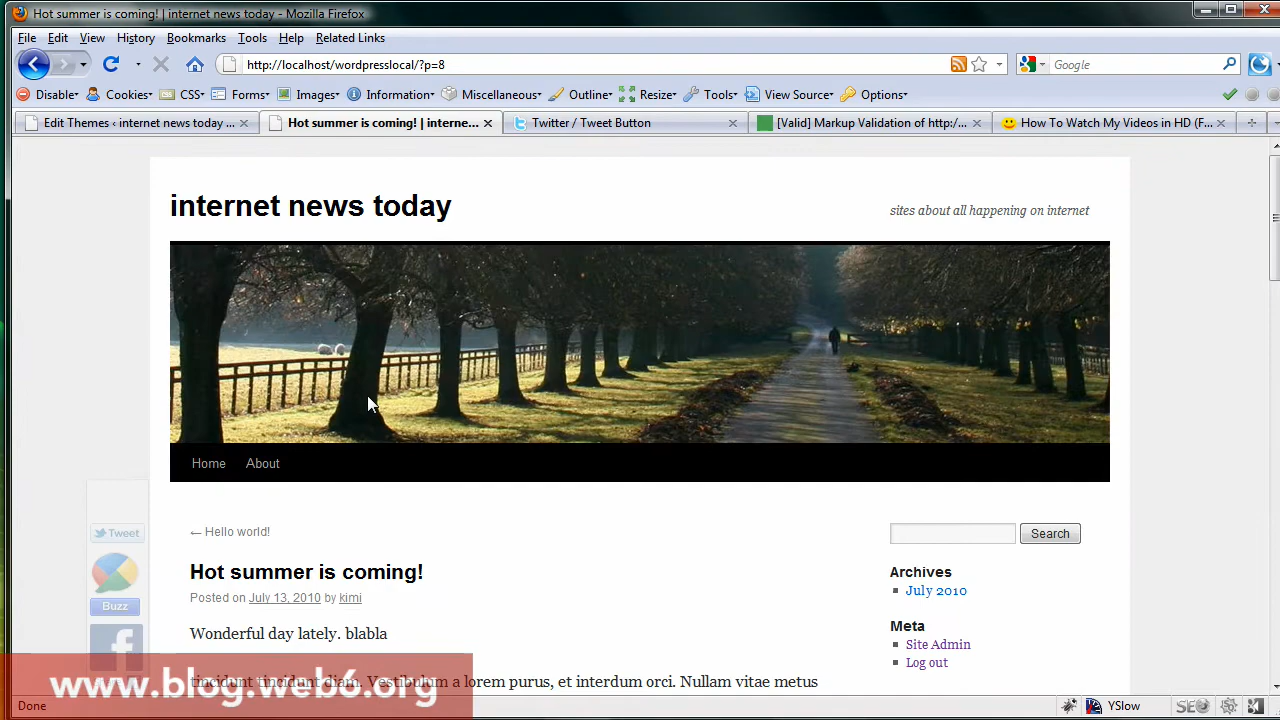 Hot summer is coming! | internet news today - Mozilla Firefox
File Edit View History Bookmarks Tools Help Related Links
http://localhost/wordpresslocal/?p=8
Google
Disable Cookies CSS Forms Images Information Miscellaneous Outline Resize Tools View Source Options
Edit Themes ‹ internet news today ...
Hot summer is coming! | interne...
Twitter / Tweet Button
[Valid] Markup Validation of http:/...
How To Watch My Videos in HD (F...
internet news today
sites about all happening on internet
Home About
Tweet
Buzz
← Hello world!
Hot summer is coming!
Posted on July 13, 2010 by kimi
Wonderful day lately. blabla
tincidunt tincidunt diam. Vestibulum a lorem purus, et interdum orci. Nullam vitae metus
Search
Archives
July 2010
Meta
Site Admin
Log out
www.blog.web6.org
Done
YSlow
SEO